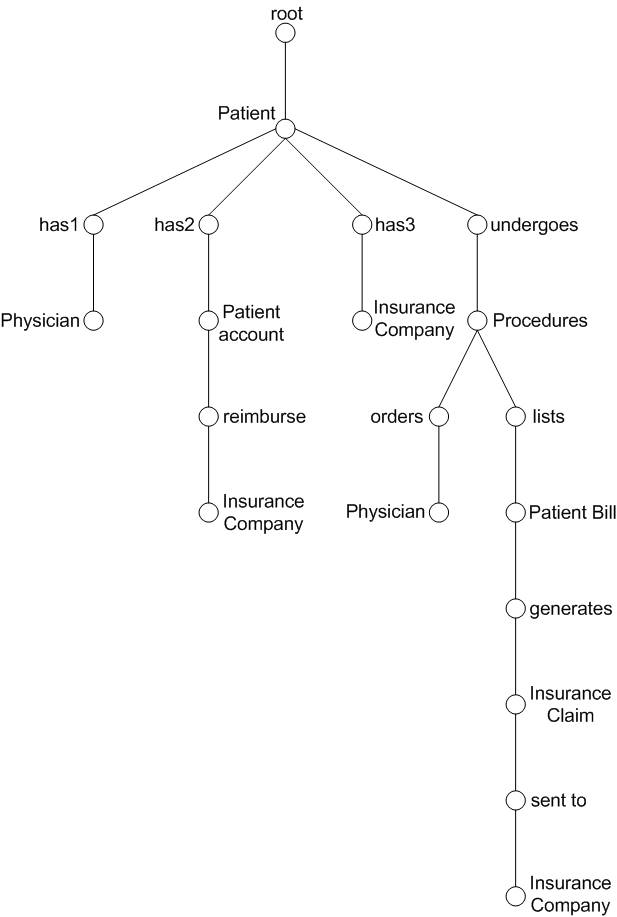 root
Patient
has1
has2
has3
undergoes
Physician
Patient
account
Insurance
Company
Procedures
reimburse
orders
lists
Insurance
Company
Physician
Patient Bill
generates
Insurance
Claim
sent to
Insurance
Company